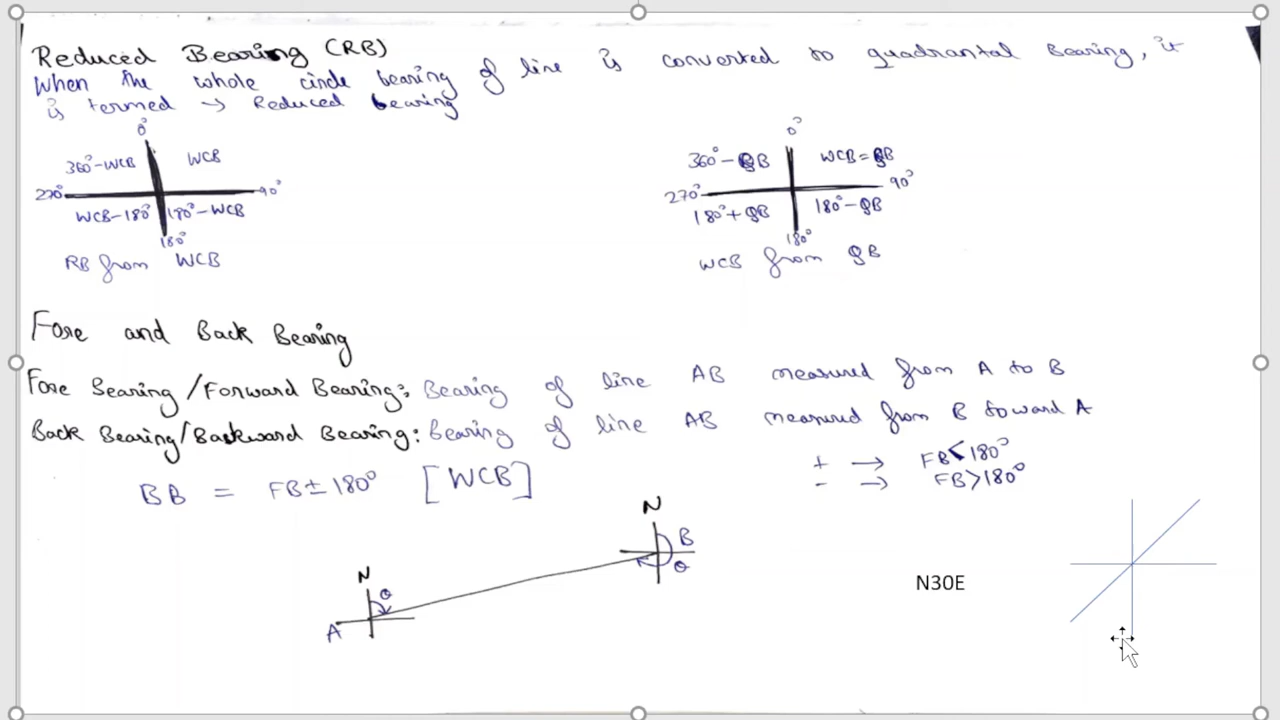 Reduced Bearing (RB)
When the whole circle bearing of line is converted to quadrantal Bearing, it
is termed → Reduced bearing
0°
360°-WCB WCB
270° 90°
WCB-180° 180°-WCB
180°
RB from WCB
0°
360°-QB WCB=QB
270° 90°
180°+QB 180°-QB
180°
WCB from QB
Fore and Back Bearing
Fore Bearing/Forward Bearing: Bearing of line AB measured from A to B
Back Bearing/Backward Bearing: Bearing of line AB measured from B toward A
BB = FB±180° [WCB]
+ → FB<180°
- → FB>180°
N
B
θ
N
θ
A
N30E